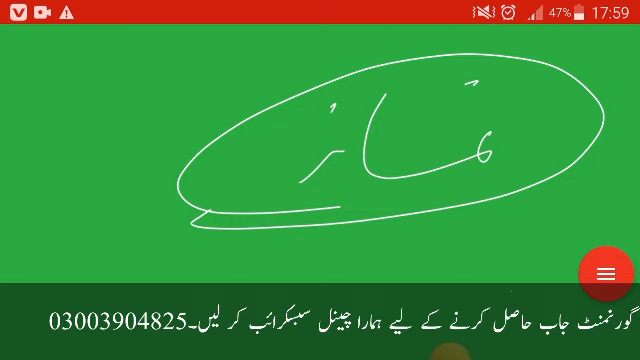 47% 17:59
نماز
گورنمنٹ جاب حاصل کرنے کے لیے ہمارا چینل سبسکرائب کر لیں۔03003904825